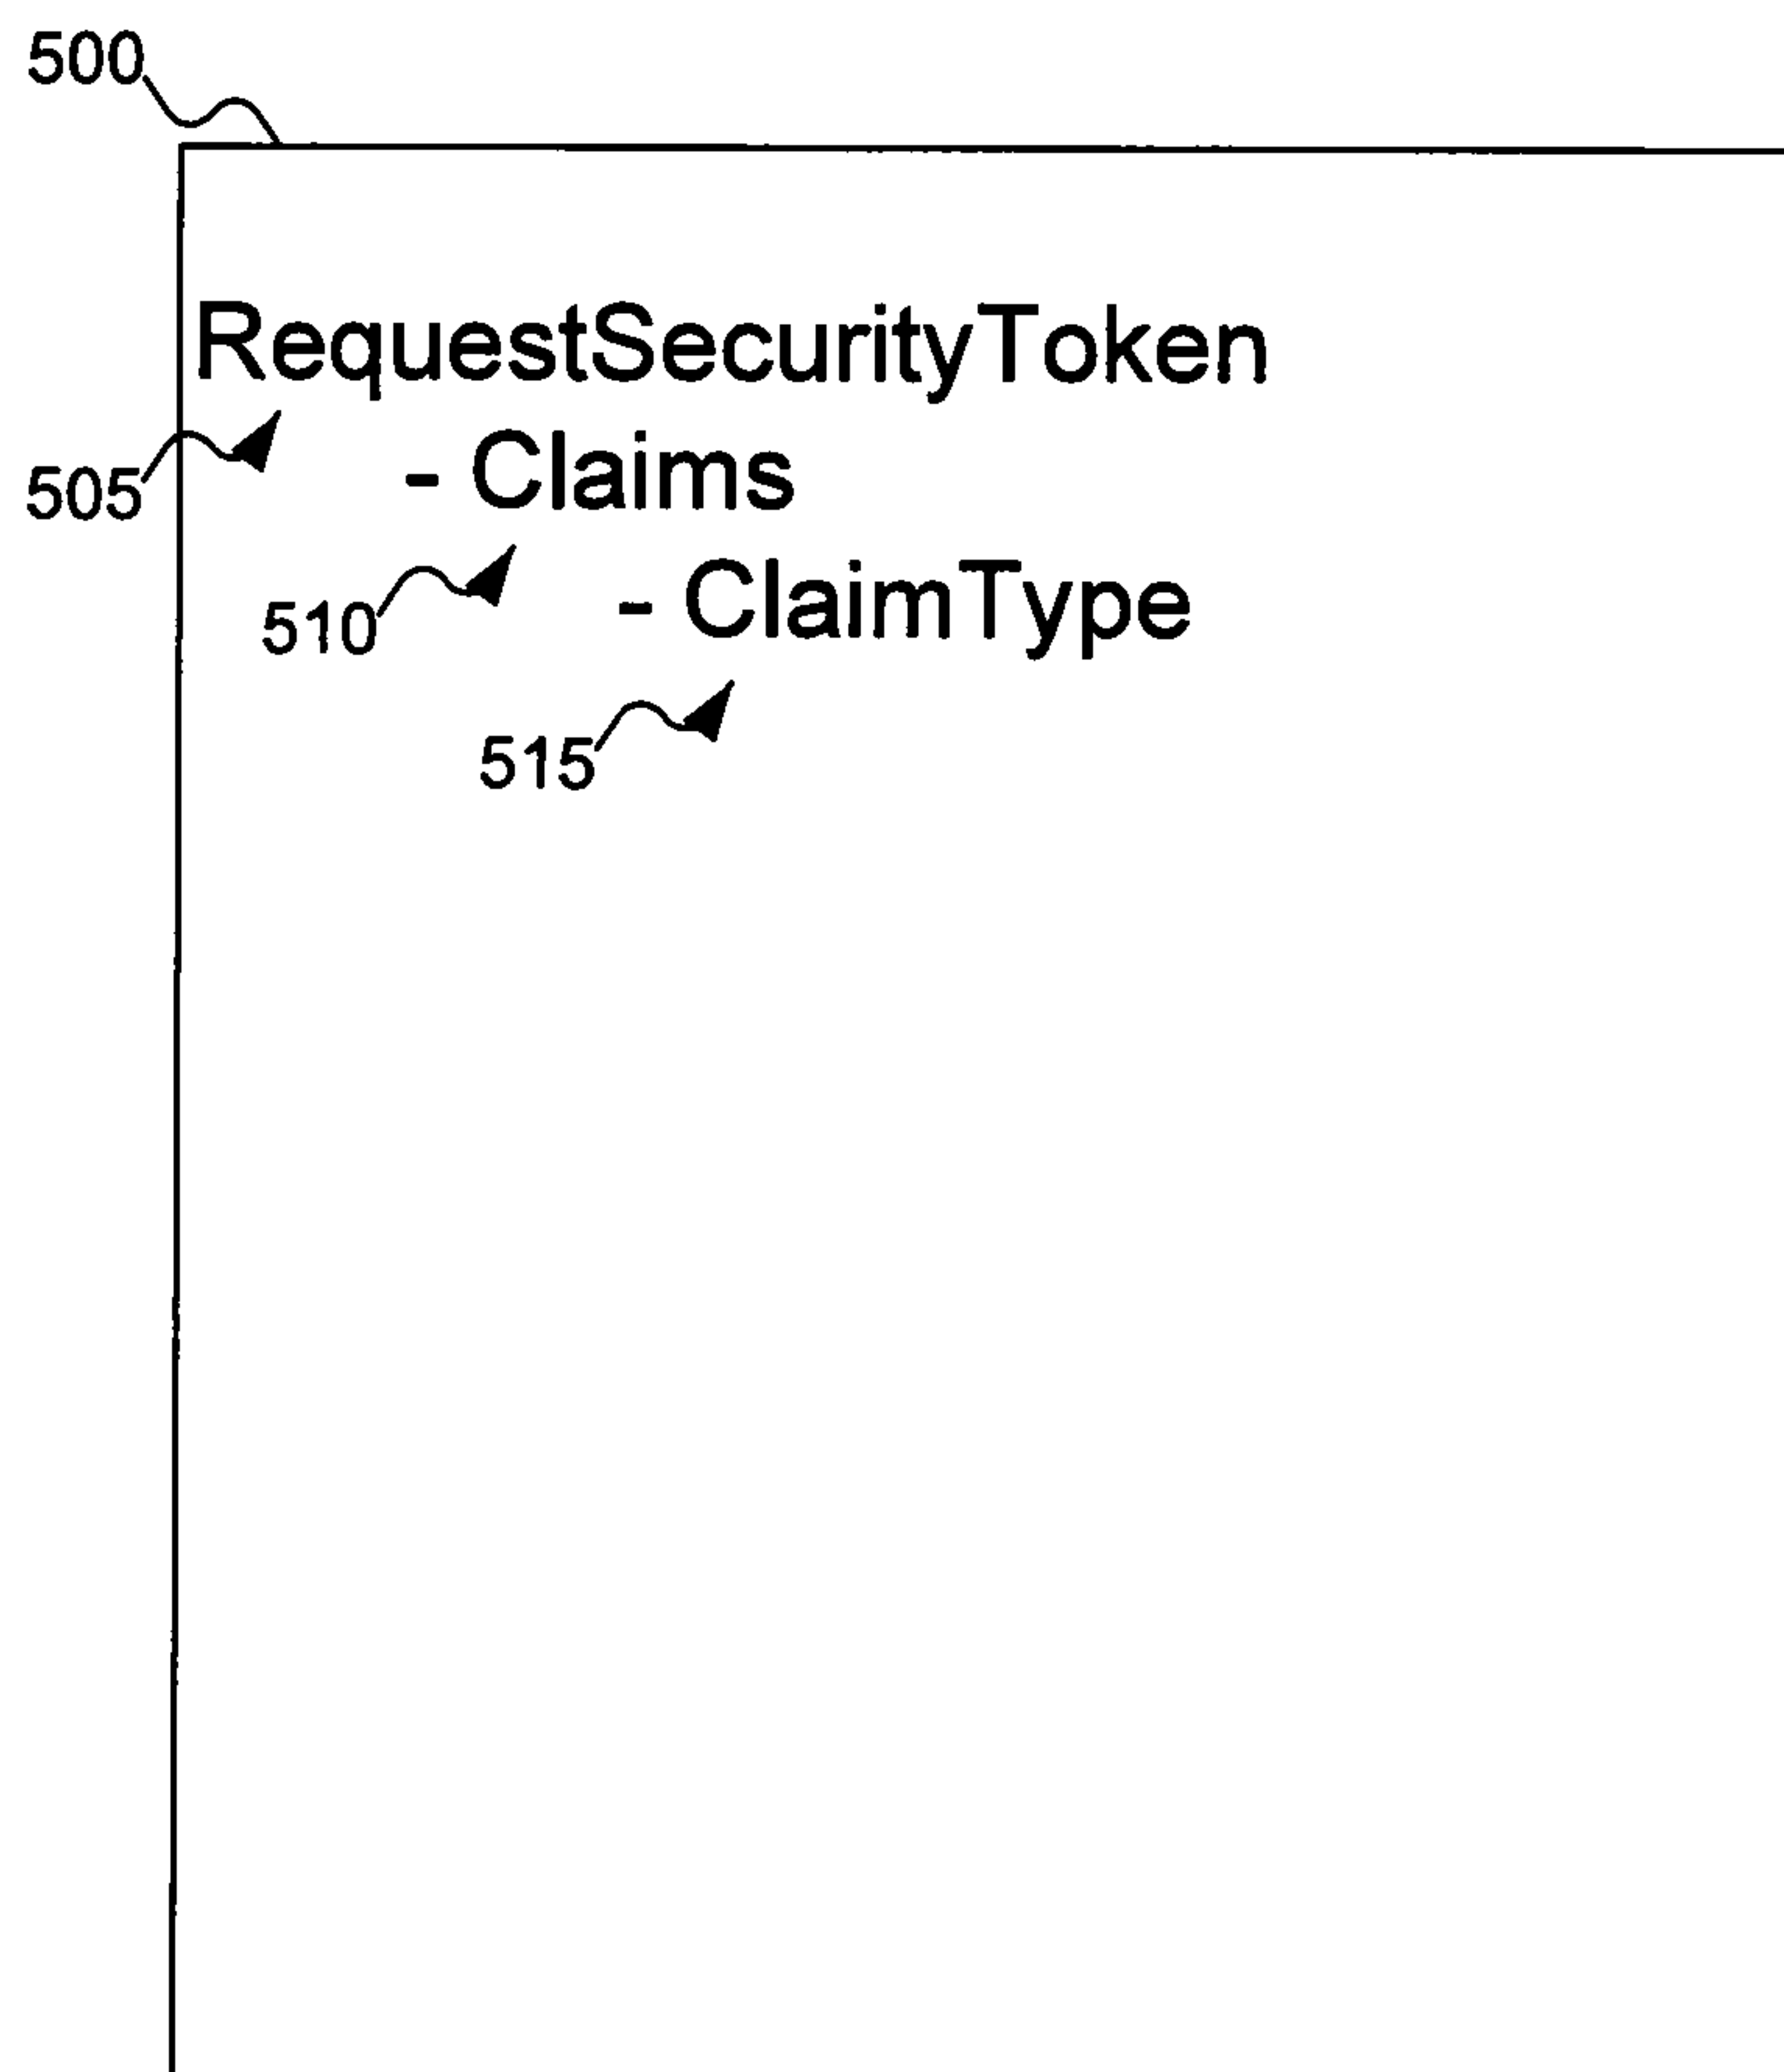 500
RequestSecurityToken
505
- Claims
510
- ClaimType
515